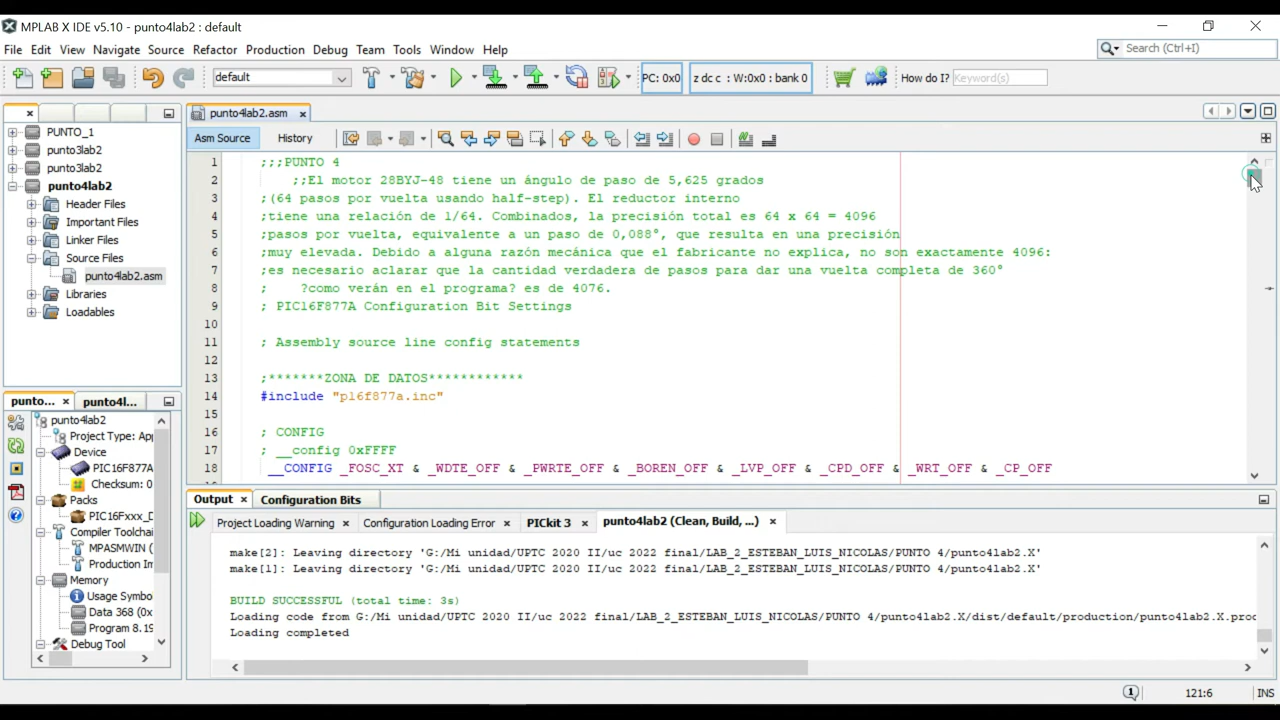 MPLAB X IDE v5.10 - punto4lab2 : default
File Edit View Navigate Source Refactor Production Debug Team Tools Window Help
Search (Ctrl+I)
default
PC: 0x0
z dc c : W:0x0 : bank 0
How do I? Keyword(s)
PUNTO_1
punto3lab2
punto3lab2
punto4lab2
Header Files
Important Files
Linker Files
Source Files
punto4lab2.asm
Libraries
Loadables
punto4lab2.asm
Asm Source History
1 ;;;PUNTO 4
2 ;;El motor 28BYJ-48 tiene un ángulo de paso de 5,625 grados
3 ;(64 pasos por vuelta usando half-step). El reductor interno
4 ;tiene una relación de 1/64. Combinados, la precisión total es 64 x 64 = 4096
5 ;pasos por vuelta, equivalente a un paso de 0,088°, que resulta en una precisión
6 ;muy elevada. Debido a alguna razón mecánica que el fabricante no explica, no son exactamente 4096:
7 ;es necesario aclarar que la cantidad verdadera de pasos para dar una vuelta completa de 360°
8 ; ?como verán en el programa? es de 4076.
9 ; PIC16F877A Configuration Bit Settings
10
11 ; Assembly source line config statements
12
13 ;*******ZONA DE DATOS************
14 #include "p16f877a.inc"
15
16 ; CONFIG
17 ; __config 0xFFFF
18 __CONFIG _FOSC_XT & _WDTE_OFF & _PWRTE_OFF & _BOREN_OFF & _LVP_OFF & _CPD_OFF & _WRT_OFF & _CP_OFF
punto... punto4l...
punto4lab2
Project Type: Ap
Device
PIC16F877A
Checksum: 0
Packs
PIC16Fxxx_D
Compiler Toolchai
MPASMWIN (
Production In
Memory
Usage Symbo
Data 368 (0x
Program 8.19
Debug Tool
Output Configuration Bits
Project Loading Warning Configuration Loading Error PICkit 3 punto4lab2 (Clean, Build, ...)
make[2]: Leaving directory 'G:/Mi unidad/UPTC 2020 II/uc 2022 final/LAB_2_ESTEBAN_LUIS_NICOLAS/PUNTO 4/punto4lab2.X'
make[1]: Leaving directory 'G:/Mi unidad/UPTC 2020 II/uc 2022 final/LAB_2_ESTEBAN_LUIS_NICOLAS/PUNTO 4/punto4lab2.X'
BUILD SUCCESSFUL (total time: 3s)
Loading code from G:/Mi unidad/UPTC 2020 II/uc 2022 final/LAB_2_ESTEBAN_LUIS_NICOLAS/PUNTO 4/punto4lab2.X/dist/default/production/punto4lab2.X.proc
Loading completed
121:6 INS